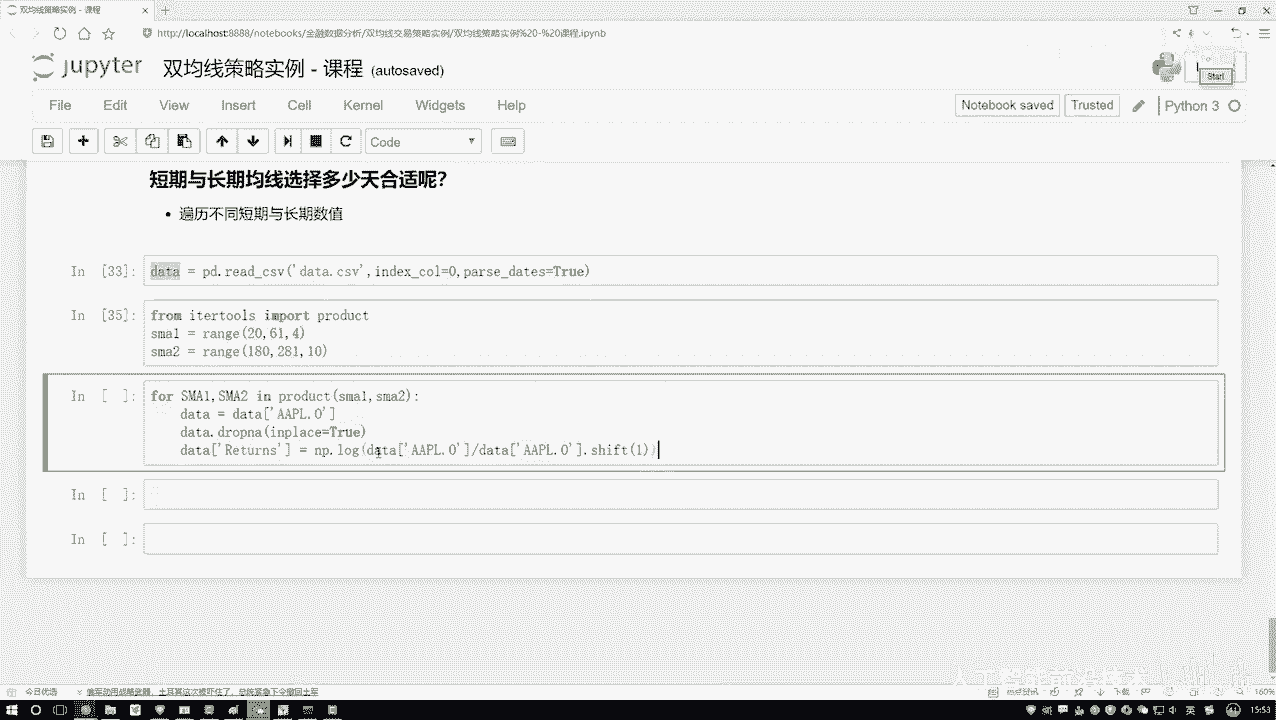 双均线策略实例 - 课程
http://localhost:8888/notebooks/金融数据分析/双均线交易策略实例/双均线策略实例%20-%20课程.ipynb
jupyter 双均线策略实例 - 课程 (autosaved)
Start
File Edit View Insert Cell Kernel Widgets Help
Notebook saved Trusted Python 3
Code
短期与长期均线选择多少天合适呢?
• 遍历不同短期与长期数值
In [33]: data = pd.read_csv('data.csv',index_col=0,parse_dates=True)
In [35]: from itertools import product
sma1 = range(20,61,4)
sma2 = range(180,281,10)
In [ ]: for SMA1,SMA2 in product(sma1,sma2):
data = data['AAPL.O']
data.dropna(inplace=True)
data['Returns'] = np.log(data['AAPL.O']/data['AAPL.O'].shift(1))
In [ ]:
In [ ]:
今日优选
160%
15:53